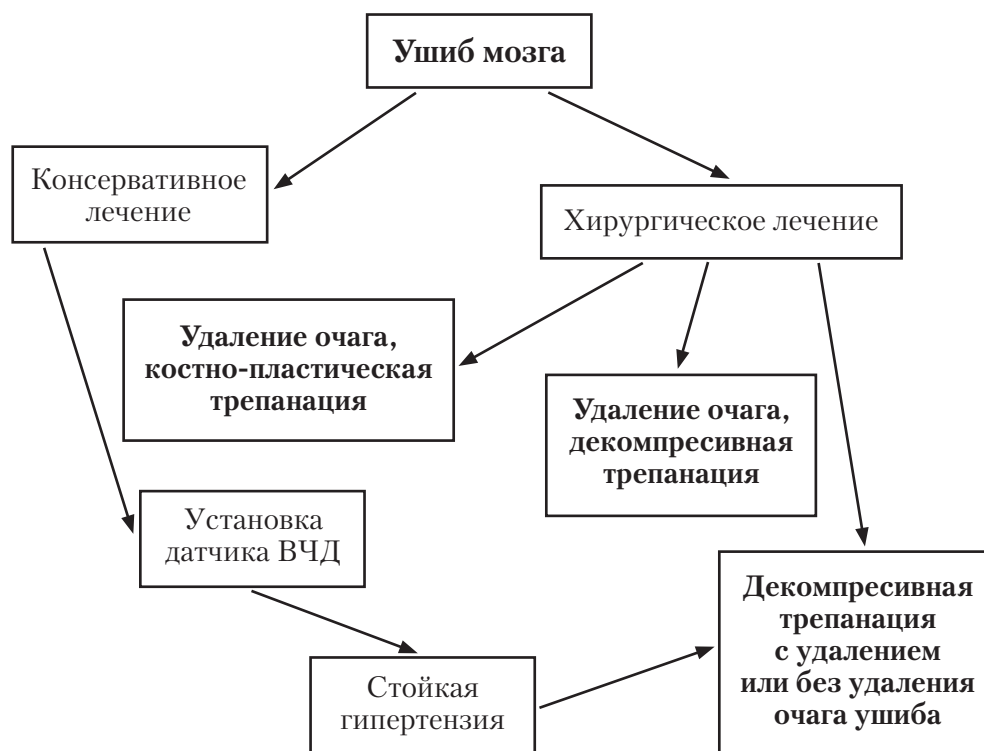 Ушиб мозга
Консервативное
лечение
Хирургическое лечение
Удаление очага,
костно-пластическая
трепанация
Удаление очага,
декомпресивная
трепанация
Установка
датчика ВЧД
Декомпресивная
трепанация
с удалением
или без удаления
очага ушиба
Стойкая
гипертензия